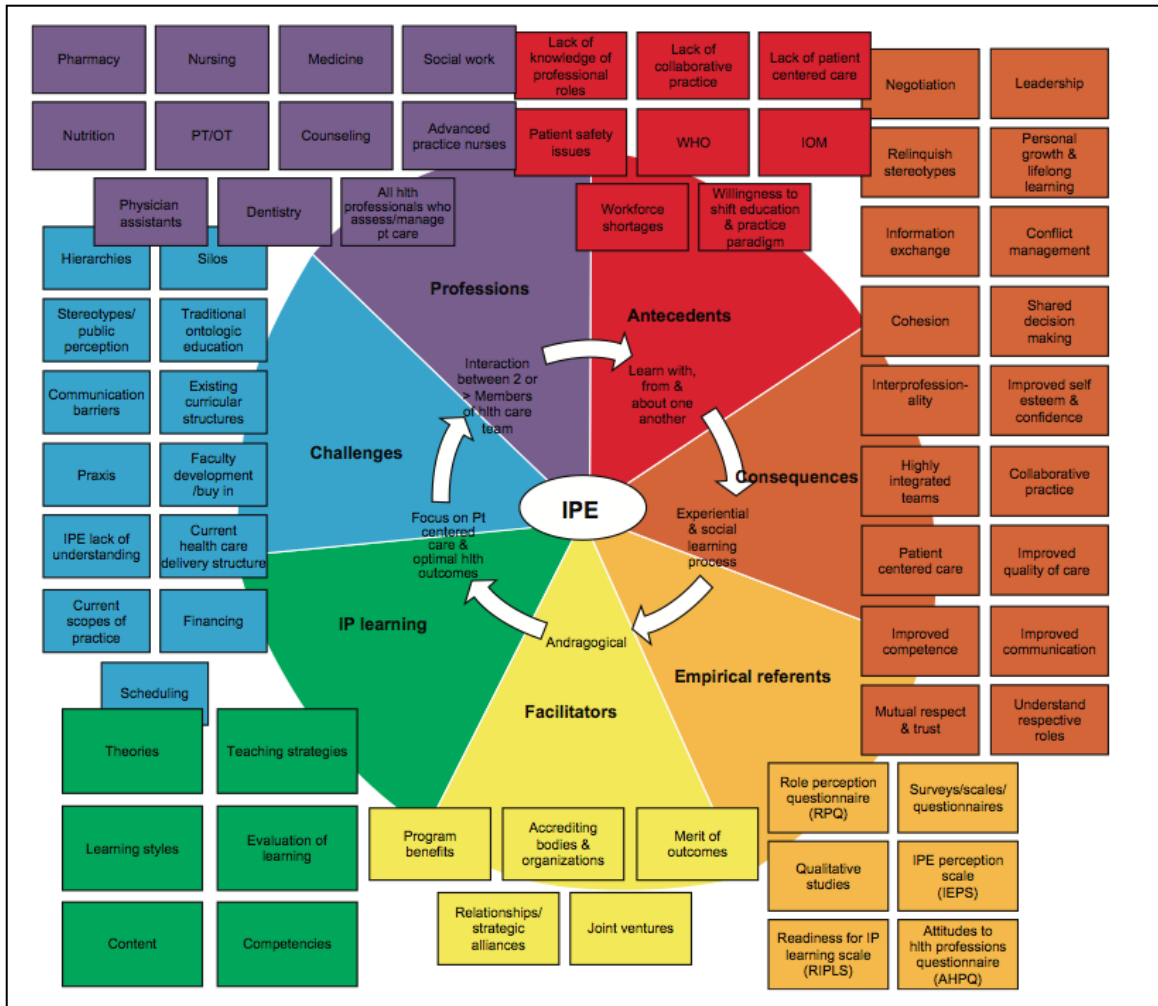 Pharmacy
Nursing
Medicine
Social work
Nutrition
PT/OT
Counseling
Advanced
practice nurses
Physician
assistants
Dentistry
All hlth
professionals who
assess/manage
pt care
Lack of
knowledge of
professional
roles
Lack of
collaborative
practice
Lack of patient
centered care
Patient safety
issues
WHO
IOM
Workforce
shortages
Willingness to
shift education
& practice
paradigm
Negotiation
Leadership
Relinquish
stereotypes
Personal
growth &
lifelong
learning
Information
exchange
Conflict
management
Cohesion
Shared
decision
making
Interprofession-
ality
Improved self
esteem &
confidence
Highly
integrated
teams
Collaborative
practice
Patient
centered care
Improved
quality of care
Improved
competence
Improved
communication
Mutual respect
& trust
Understand
respective
roles
Hierarchies
Silos
Stereotypes/
public
perception
Traditional
ontologic
education
Communication
barriers
Existing
curricular
structures
Praxis
Faculty
development
/buy in
IPE lack of
understanding
Current
health care
delivery structure
Current
scopes of
practice
Financing
Scheduling
Professions
Antecedents
Consequences
Empirical referents
Facilitators
IP learning
Challenges
Interaction
between 2 or
> Members
of hlth care
team
Learn with,
from &
about one
another
Experiential
& social
learning
process
Andragogical
Focus on Pt
centered
care &
optimal hlth
outcomes
IPE
Theories
Teaching strategies
Learning styles
Evaluation of
learning
Content
Competencies
Program
benefits
Accrediting
bodies &
organizations
Merit of
outcomes
Relationships/
strategic
alliances
Joint ventures
Role perception
questionnaire
(RPQ)
Surveys/scales/
questionnaires
Qualitative
studies
IPE perception
scale
(IEPS)
Readiness for IP
learning scale
(RIPLS)
Attitudes to
hlth professions
questionnaire
(AHPQ)